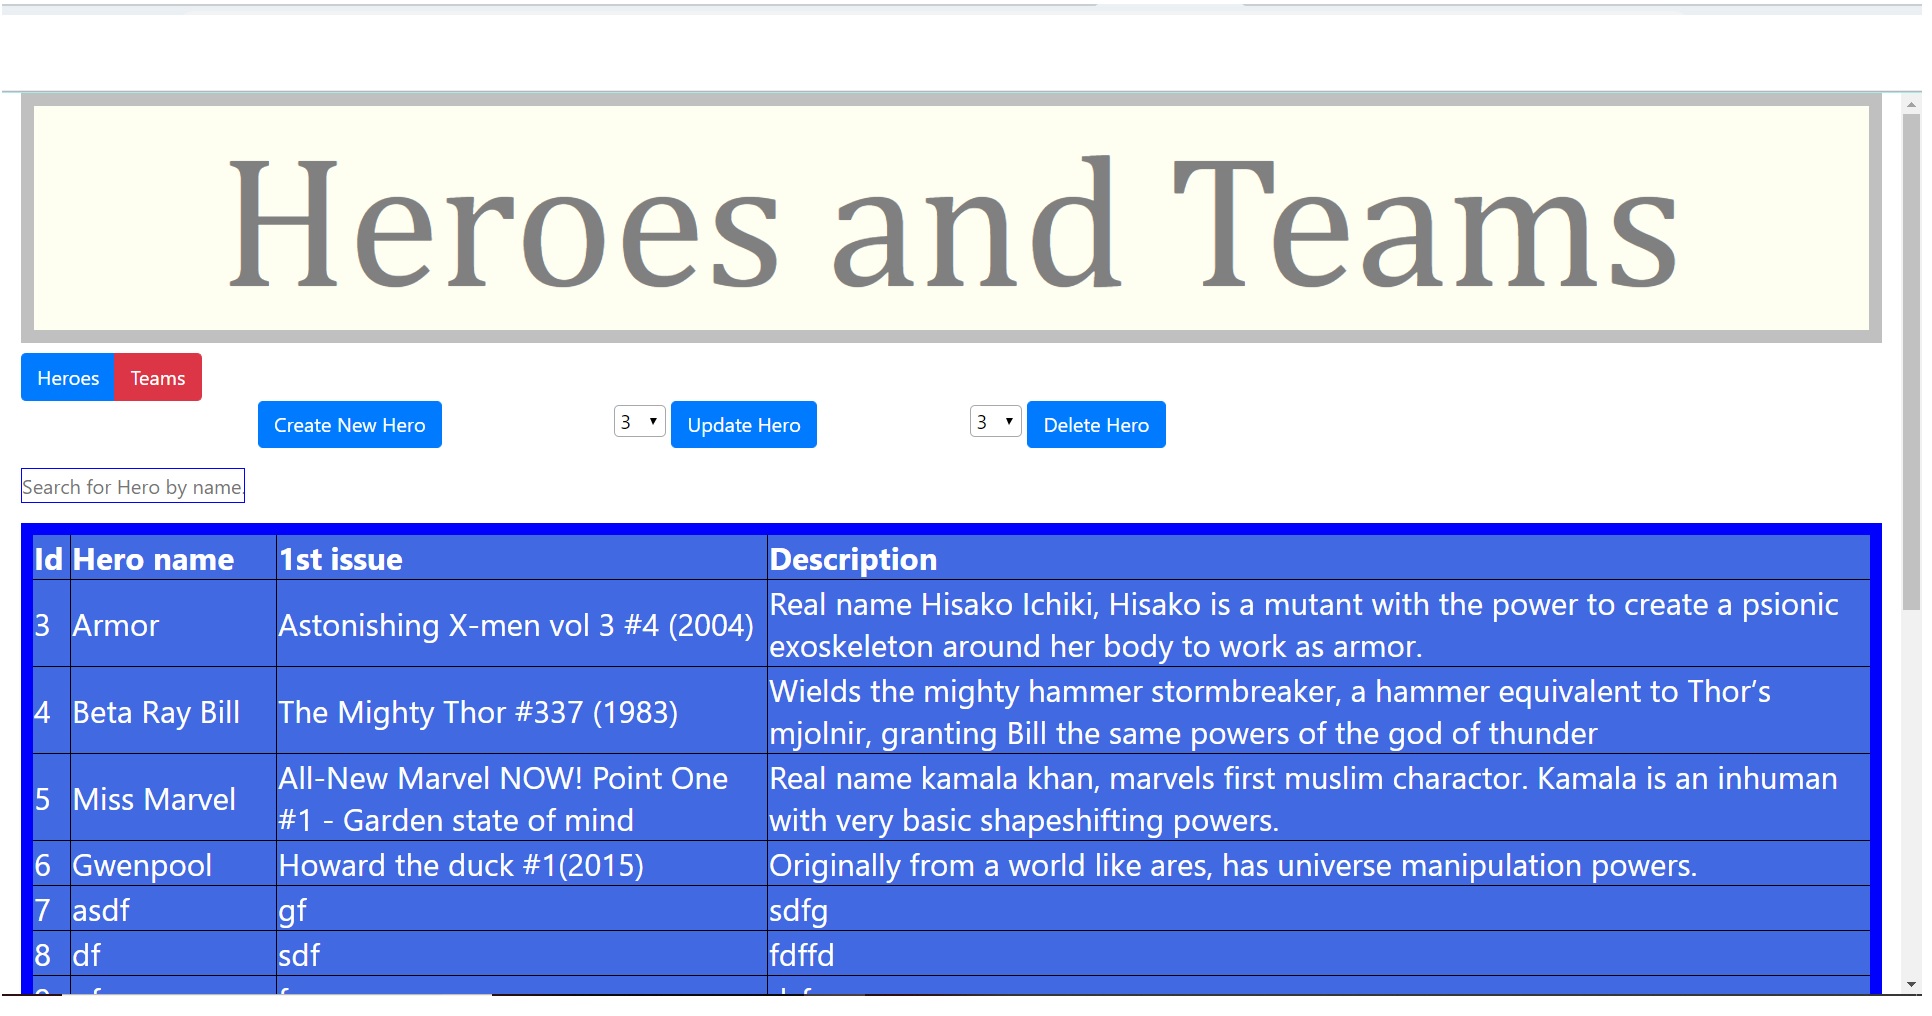 Heroes and Teams
Heroes Teams
Create New Hero 3 Update Hero 3 Delete Hero
Search for Hero by name.
Id Hero name 1st issue Description
3 Armor Astonishing X-men vol 3 #4 (2004) Real name Hisako Ichiki, Hisako is a mutant with the power to create a psionic
exoskeleton around her body to work as armor.
4 Beta Ray Bill The Mighty Thor #337 (1983) Wields the mighty hammer stormbreaker, a hammer equivalent to Thor’s
mjolnir, granting Bill the same powers of the god of thunder
5 Miss Marvel All-New Marvel NOW! Point One
#1 - Garden state of mind Real name kamala khan, marvels first muslim charactor. Kamala is an inhuman
with very basic shapeshifting powers.
6 Gwenpool Howard the duck #1(2015) Originally from a world like ares, has universe manipulation powers.
7 asdf gf sdfg
8 df sdf fdffd